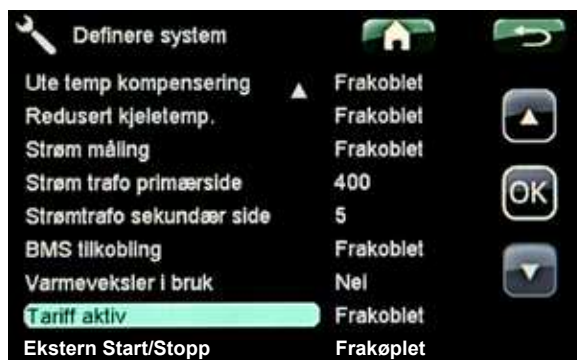 Definere system
Ute temp kompensering Frakoblet
Redusert kjeletemp. Frakoblet
Strøm måling Frakoblet
Strøm trafo primærside 400
Strømtrafo sekundær side 5
BMS tilkobling Frakoblet
Varmeveksler i bruk Nei
Tariff aktiv Frakoblet
Ekstern Start/Stopp Frakøplet
OK